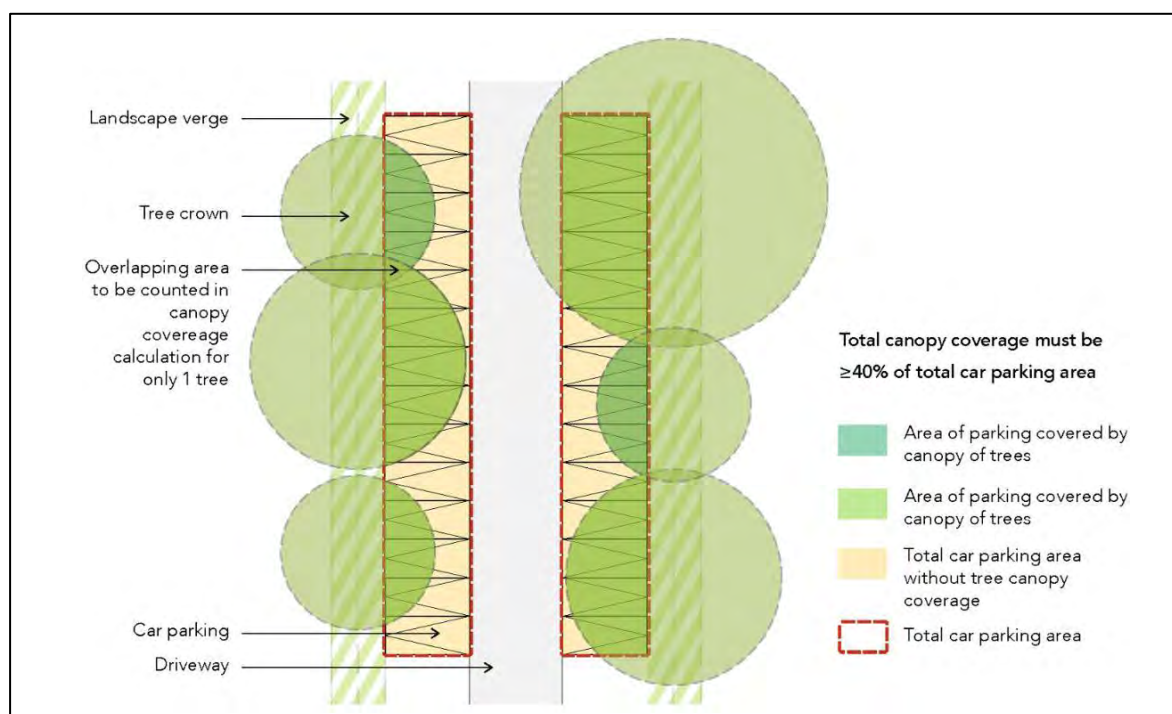 Landscape verge
Tree crown
Overlapping area
to be counted in
canopy
covereage
calculation for
only 1 tree
Car parking
Driveway
Total canopy coverage must be
≥40% of total car parking area
Area of parking covered by
canopy of trees
Area of parking covered by
canopy of trees
Total car parking area
without tree canopy
coverage
Total car parking area